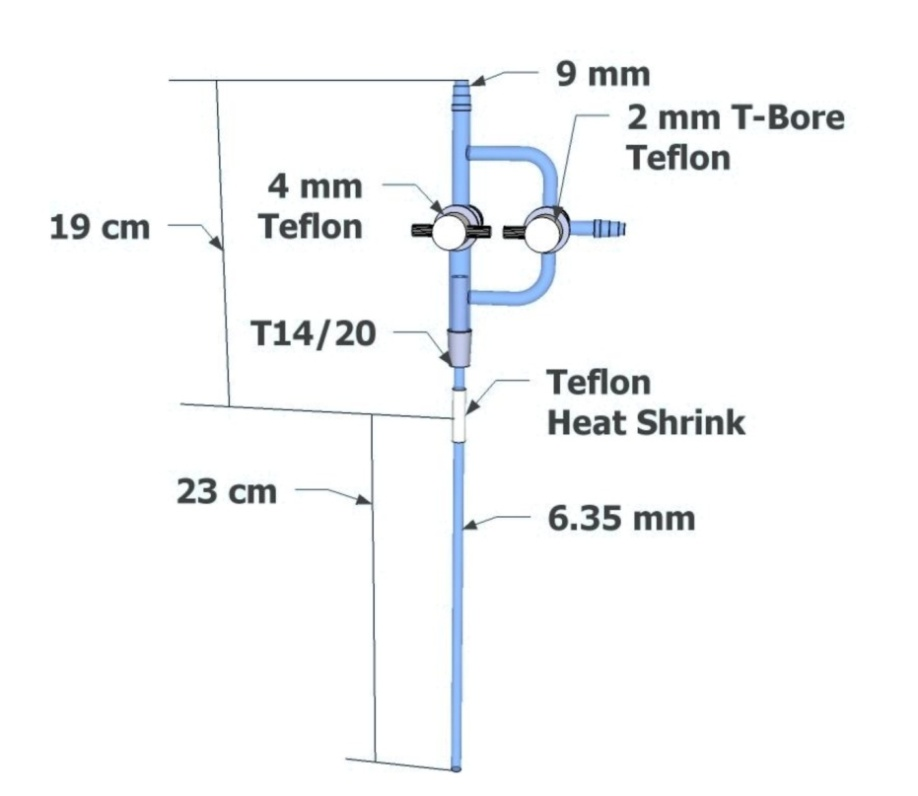 9 mm
2 mm T-Bore
Teflon
4 mm
Teflon
19 cm
T14/20
Teflon
Heat Shrink
23 cm
6.35 mm